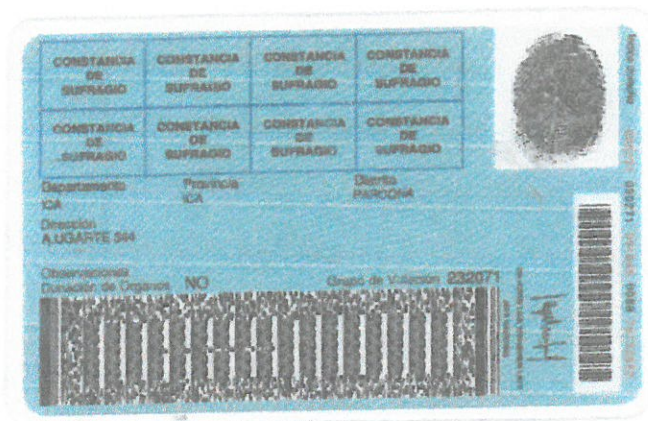 CONSTANCIA DE SUFRAGIO
CONSTANCIA DE SUFRAGIO
CONSTANCIA DE SUFRAGIO
CONSTANCIA DE SUFRAGIO
CONSTANCIA DE SUFRAGIO
CONSTANCIA DE SUFRAGIO
CONSTANCIA DE SUFRAGIO
CONSTANCIA DE SUFRAGIO
Departamento Provincia Distrito
ICA ICA PARCONA
Dirección
A.UGARTE 544
Observaciones
Donación de Organos NO Grupo de Votación 232071